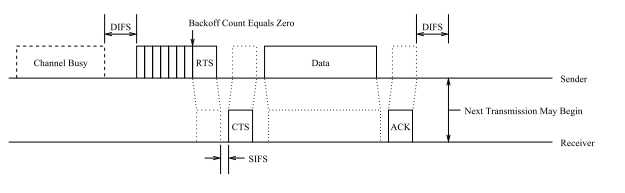 Backoff Count Equals Zero
DIFS
DIFS
Channel Busy
RTS
Data
Sender
Next Transmission May Begin
CTS
ACK
Receiver
SIFS